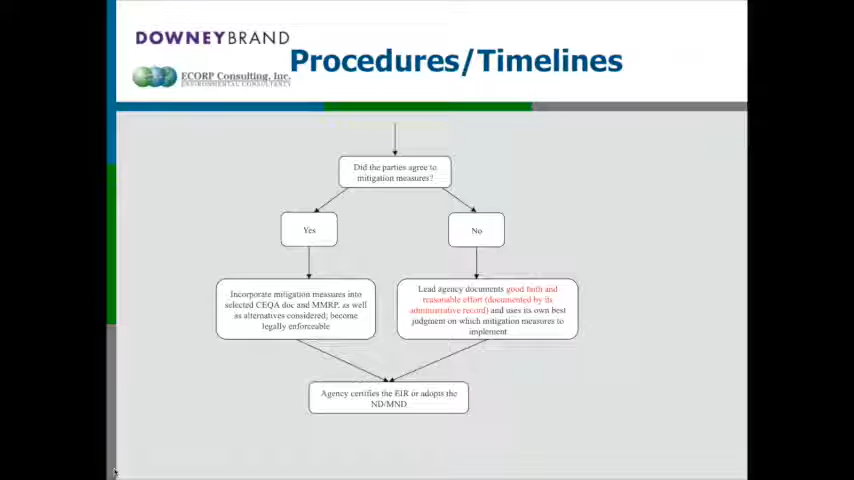 DOWNEYBRAND
ECORP Consulting, Inc.
ENVIRONMENTAL CONSULTANTS
Procedures/Timelines
Did the parties agree to
mitigation measures?
Yes
No
Incorporate mitigation measures into
selected CEQA doc and MMRP, as well
as alternatives considered; become
legally enforceable
Lead agency documents good faith and
reasonable effort (documented by its
administrative record) and uses its own best
judgment on which mitigation measures to
implement
Agency certifies the EIR or adopts the
ND/MND